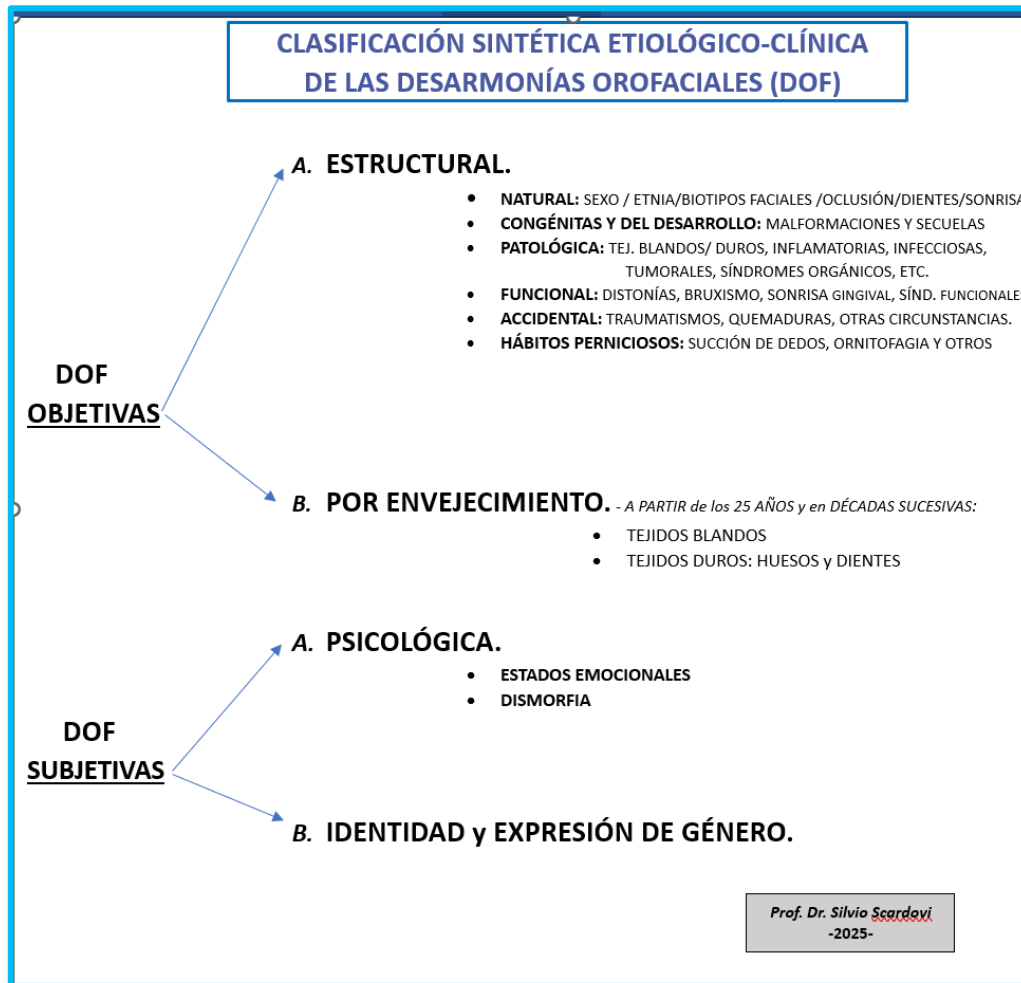 CLASIFICACIÓN SINTÉTICA ETIOLÓGICO-CLÍNICA
DE LAS DESARMONÍAS OROFACIALES (DOF)
A. ESTRUCTURAL.
• NATURAL: SEXO / ETNIA/BIOTIPOS FACIALES /OCLUSIÓN/DIENTES/SONRISA
• CONGÉNITAS Y DEL DESARROLLO: MALFORMACIONES Y SECUELAS
• PATOLÓGICA: TEJ. BLANDOS/ DUROS, INFLAMATORIAS, INFECCIOSAS,
TUMORALES, SÍNDROMES ORGÁNICOS, ETC.
• FUNCIONAL: DISTONÍAS, BRUXISMO, SONRISA GINGIVAL, SÍND. FUNCIONALES
• ACCIDENTAL: TRAUMATISMOS, QUEMADURAS, OTRAS CIRCUNSTANCIAS.
• HÁBITOS PERNICIOSOS: SUCCIÓN DE DEDOS, ORNITOFAGIA Y OTROS
DOF
OBJETIVAS
B. POR ENVEJECIMIENTO. - A PARTIR de los 25 AÑOS y en DÉCADAS SUCESIVAS:
• TEJIDOS BLANDOS
• TEJIDOS DUROS: HUESOS y DIENTES
A. PSICOLÓGICA.
• ESTADOS EMOCIONALES
• DISMORFIA
DOF
SUBJETIVAS
B. IDENTIDAD y EXPRESIÓN DE GÉNERO.
Prof. Dr. Silvio Scardovi
-2025-